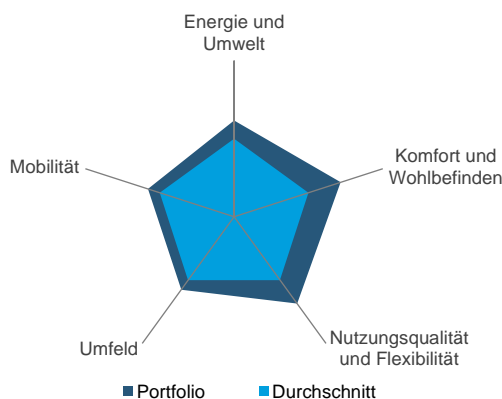 Energie und
Umwelt
Komfort und
Wohlbefinden
Mobilität
Nutzungsqualität
und Flexibilität
Umfeld
Portfolio
Durchschnitt